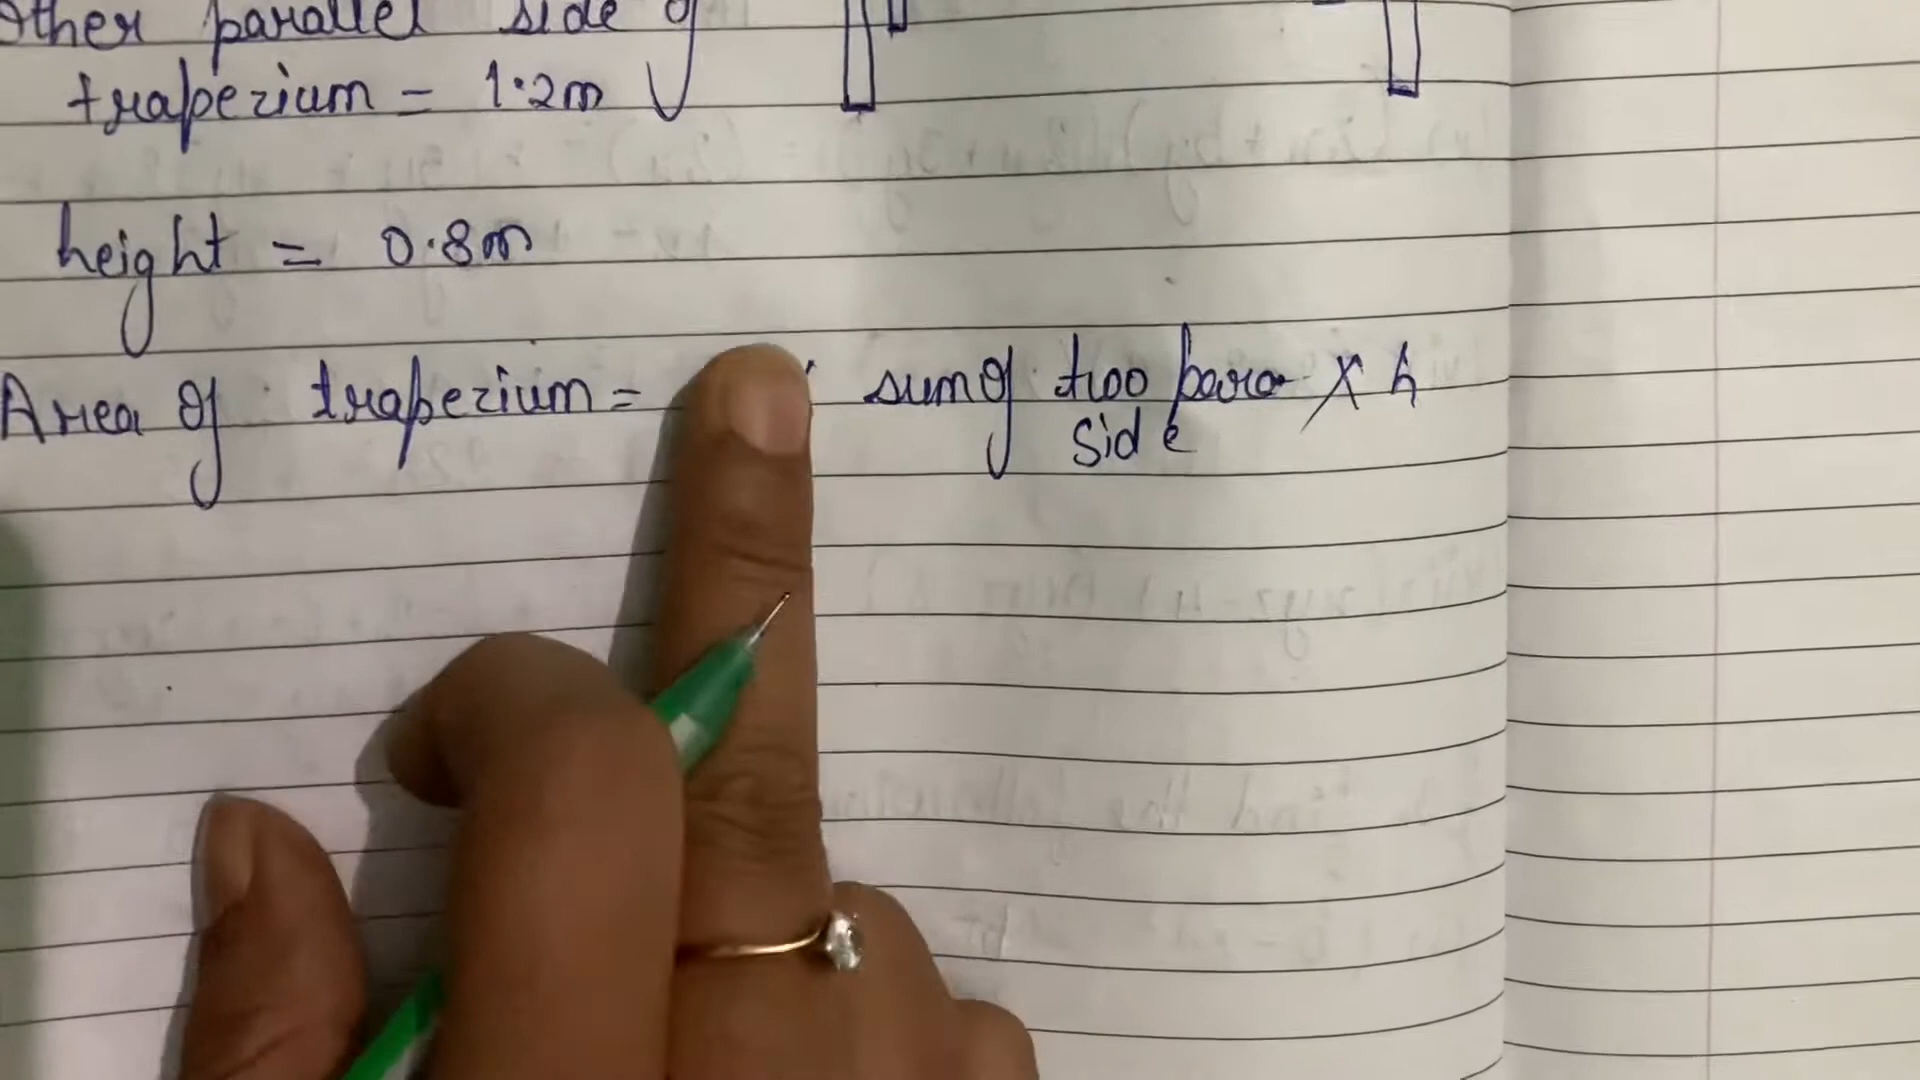 Other parallel side of
trapezium = 1.2m
height = 0.8m
Area of trapezium = sum of two para × h
side